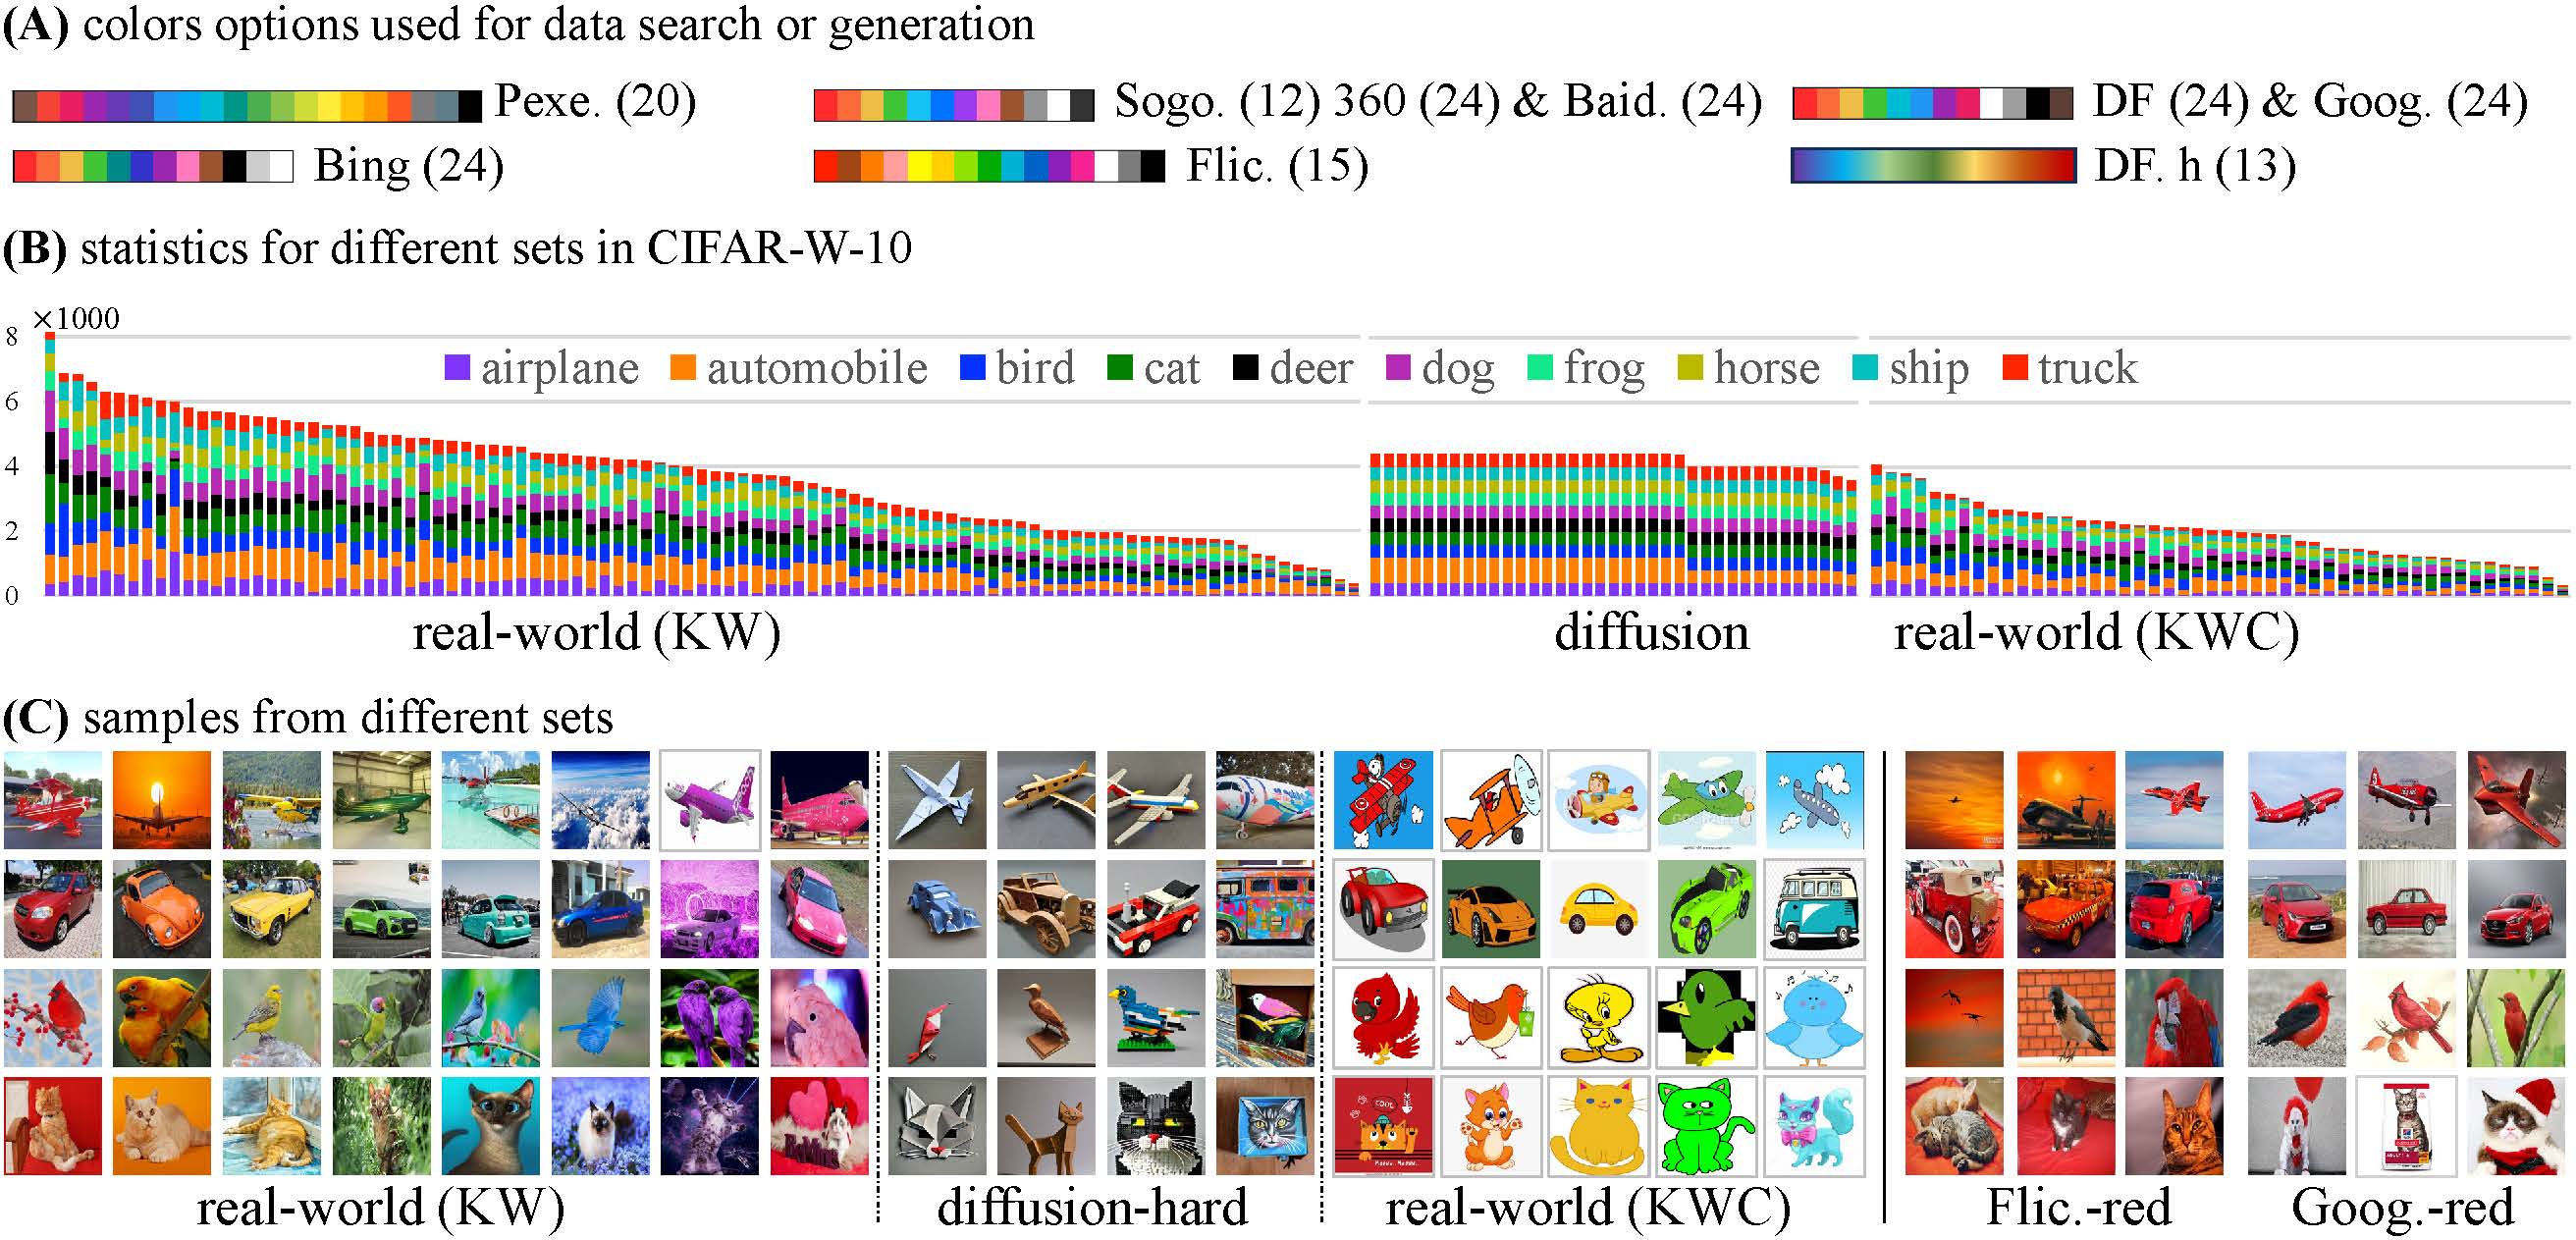 (A) colors options used for data search or generation
Pexe. (20)
Sogo. (12) 360 (24) & Baid. (24)
DF (24) & Goog. (24)
Bing (24)
Flic. (15)
DF. h (13)
(B) statistics for different sets in CIFAR-W-10
×1000
8
6
4
2
0
airplane
automobile
bird
cat
deer
dog
frog
horse
ship
truck
real-world (KW)
diffusion
real-world (KWC)
(C) samples from different sets
real-world (KW)
diffusion-hard
real-world (KWC)
Flic.-red
Goog.-red